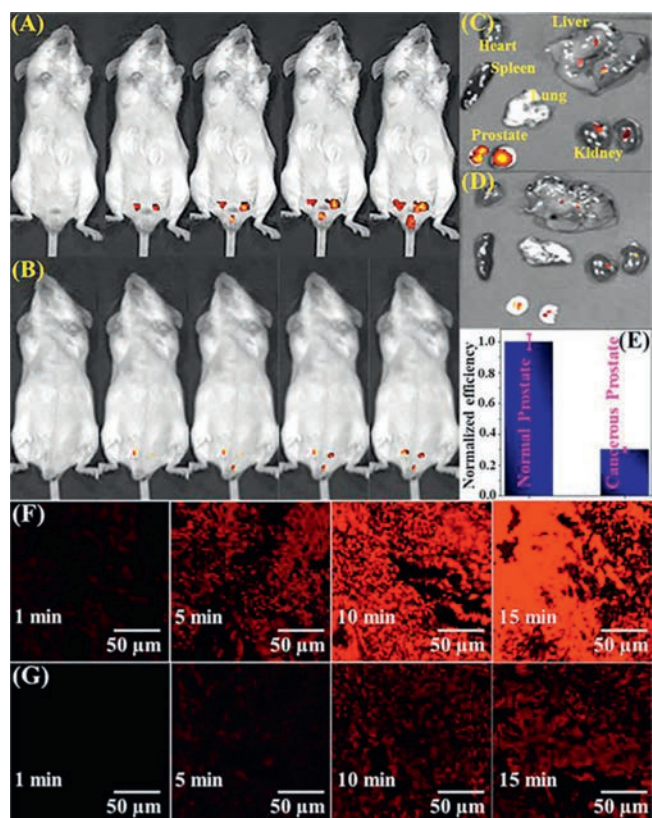 (A)
(C)
Liver
Heart
Spleen
Lung
Prostate
Kidney
(D)
(B)
(E)
Normalized efficiency
1.0
0.8
0.6
0.4
0.2
0.0
Normal Prostate
Cancerous Prostate
(F)
1 min
50 µm
5 min
50 µm
10 min
50 µm
15 min
50 µm
(G)
1 min
50 µm
5 min
50 µm
10 min
50 µm
15 min
50 µm